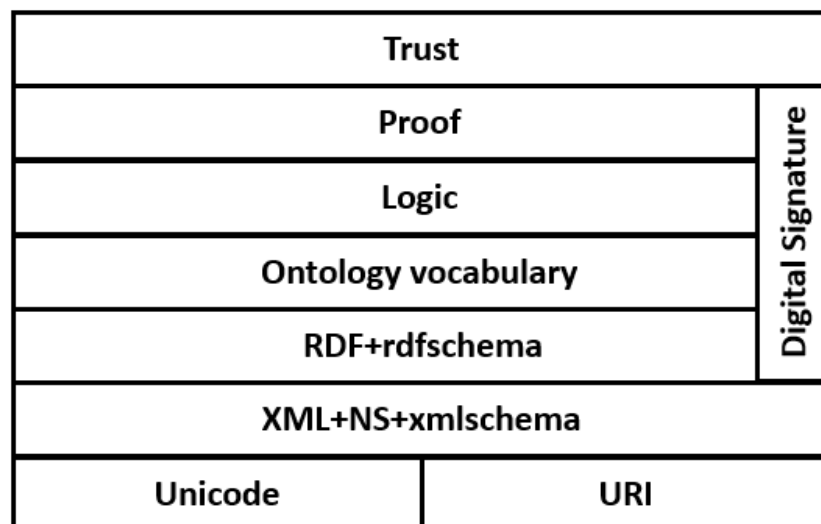 Trust
Proof
Digital Signature
Logic
Ontology vocabulary
RDF+rdfschema
XML+NS+xmlschema
Unicode
URI